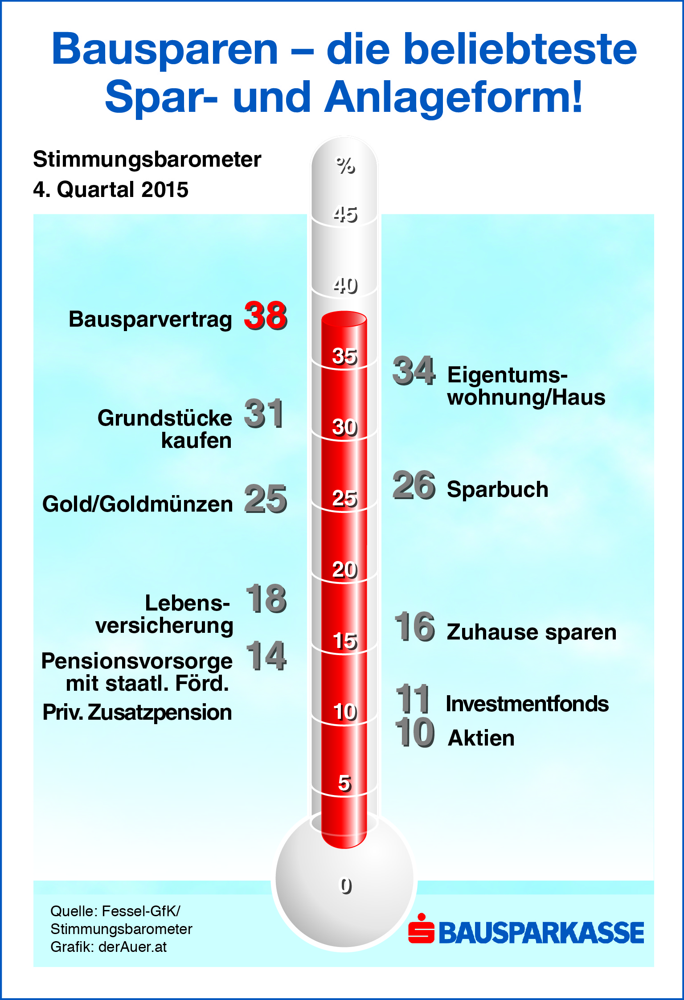 Bausparen – die beliebteste
Spar- und Anlageform!
Stimmungsbarometer
4. Quartal 2015
%
45
40
Bausparvertrag 38
35
34 Eigentums-
wohnung/Haus
Grundstücke 31
kaufen
30
26 Sparbuch
Gold/Goldmünzen 25
25
20
Lebens- 18
versicherung
16 Zuhause sparen
15
Pensionsvorsorge 14
mit staatl. Förd.
Priv. Zusatzpension
11 Investmentfonds
10
10 Aktien
5
0
Quelle: Fessel-GfK/
Stimmungsbarometer
Grafik: derAuer.at
BAUSPARKASSE